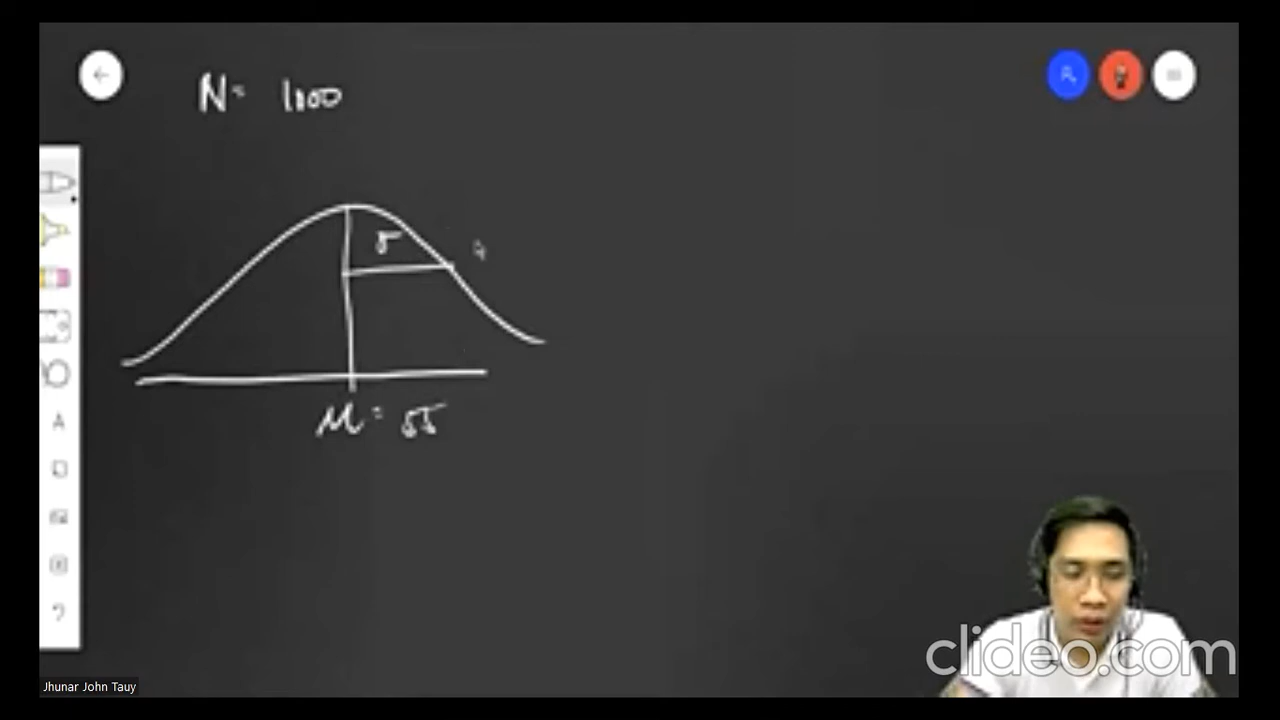 N= 1000
μ= 55
A
?
clideo.com
Jhunar John Tauy